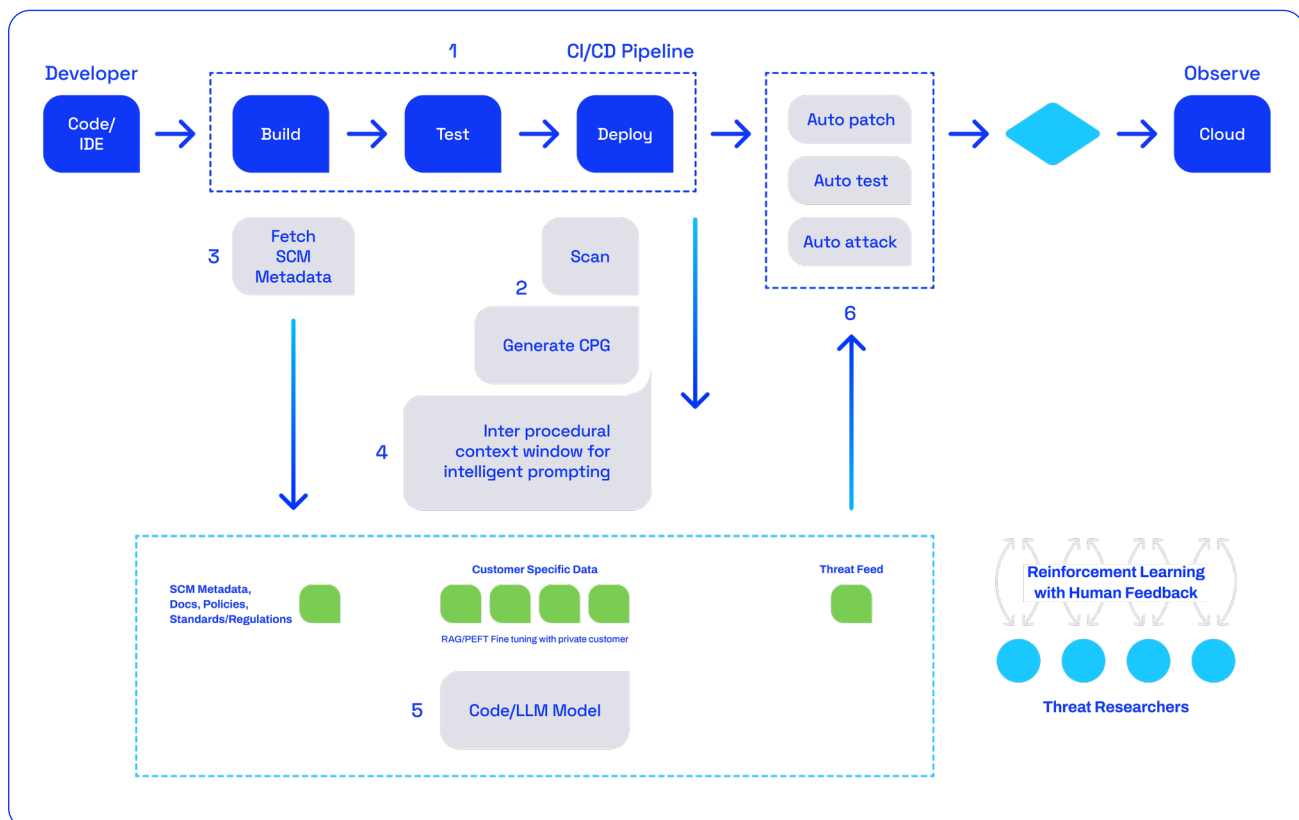 1
CI/CD Pipeline
Developer
Observe
Code/
IDE
Build
Test
Deploy
Auto patch
Auto test
Auto attack
Cloud
3
Fetch
SCM
Metadata
Scan
2
Generate CPG
6
4
Inter procedural
context window for
intelligent prompting
SCM Metadata,
Docs, Policies,
Standards/Regulations
Customer Specific Data
RAG/PEFT Fine tuning with private customer
Threat Feed
5
Code/LLM Model
Reinforcement Learning
with Human Feedback
Threat Researchers